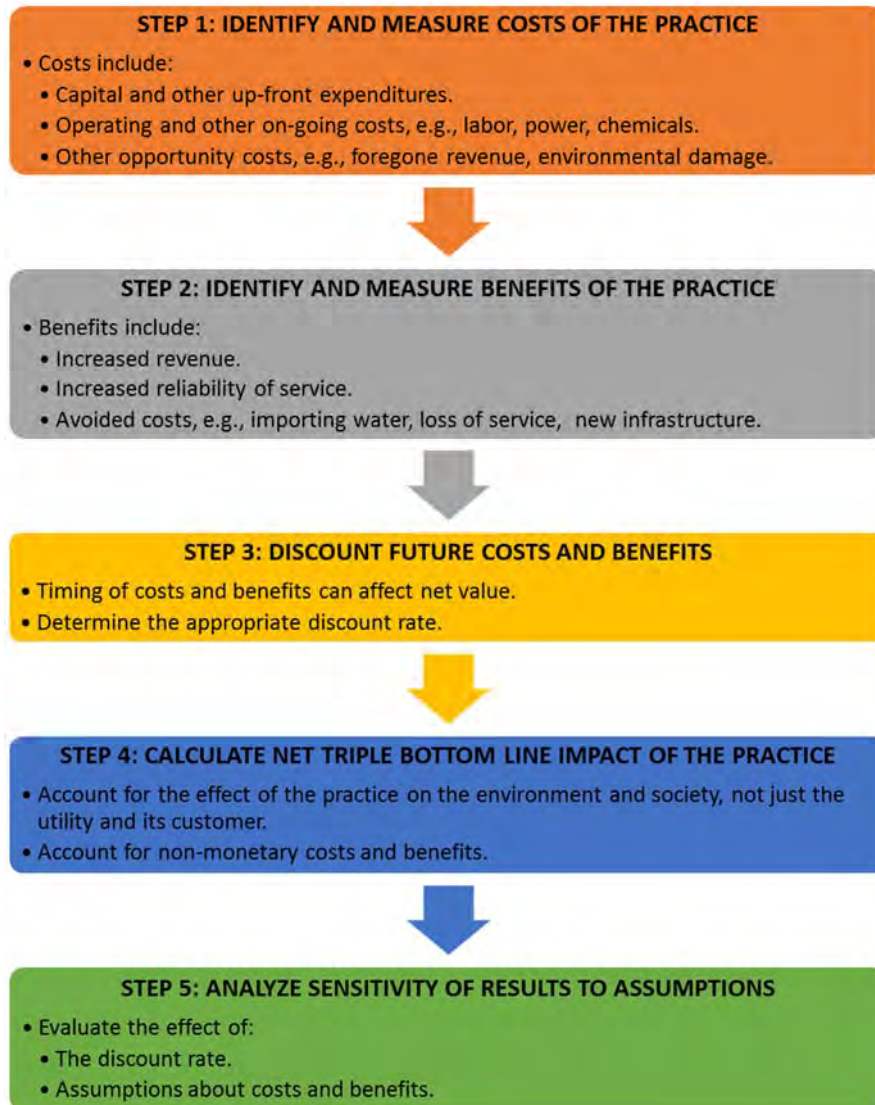 STEP 1: IDENTIFY AND MEASURE COSTS OF THE PRACTICE
• Costs include:
• Capital and other up-front expenditures.
• Operating and other on-going costs, e.g., labor, power, chemicals.
• Other opportunity costs, e.g., foregone revenue, environmental damage.
STEP 2: IDENTIFY AND MEASURE BENEFITS OF THE PRACTICE
• Benefits include:
• Increased revenue.
• Increased reliability of service.
• Avoided costs, e.g., importing water, loss of service, new infrastructure.
STEP 3: DISCOUNT FUTURE COSTS AND BENEFITS
• Timing of costs and benefits can affect net value.
• Determine the appropriate discount rate.
STEP 4: CALCULATE NET TRIPLE BOTTOM LINE IMPACT OF THE PRACTICE
• Account for the effect of the practice on the environment and society, not just the
utility and its customer.
• Account for non-monetary costs and benefits.
STEP 5: ANALYZE SENSITIVITY OF RESULTS TO ASSUMPTIONS
• Evaluate the effect of:
• The discount rate.
• Assumptions about costs and benefits.